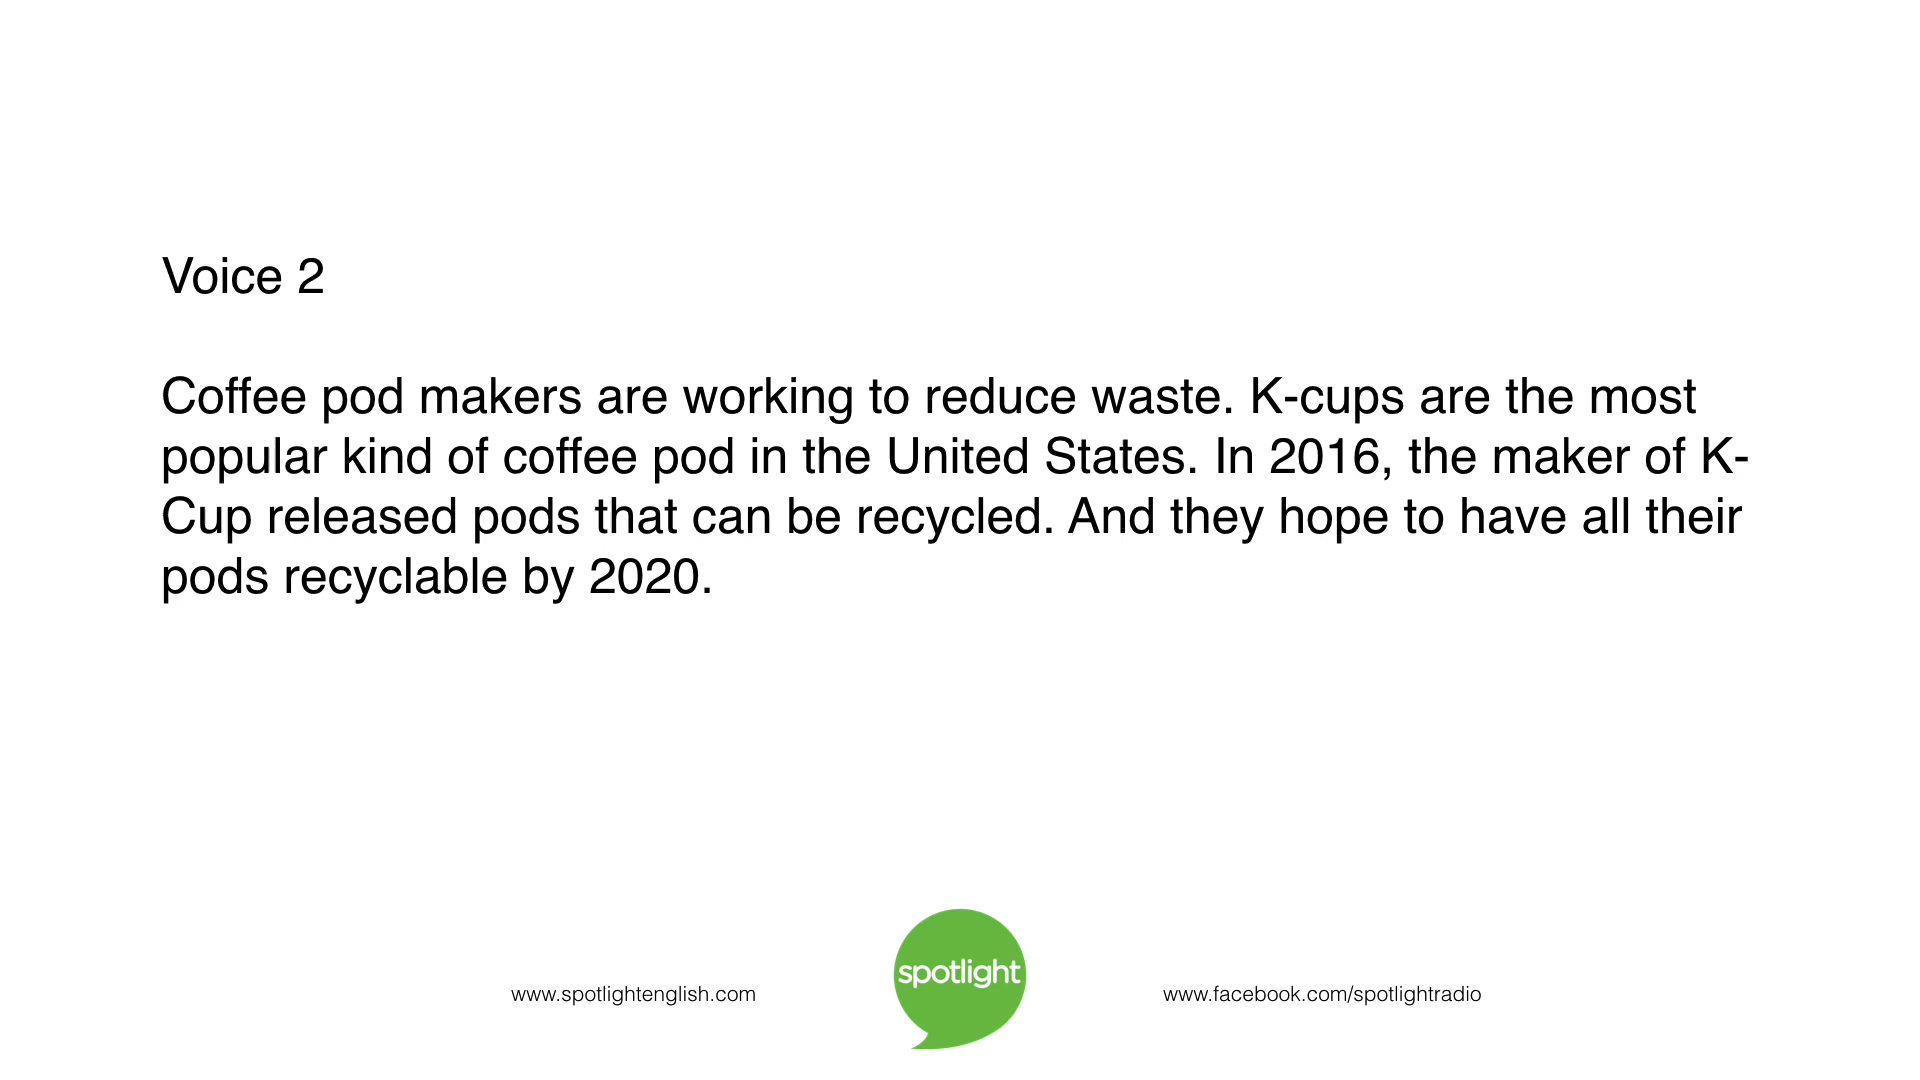 Voice 2
Coffee pod makers are working to reduce waste. K-cups are the most
popular kind of coffee pod in the United States. In 2016, the maker of K-
Cup released pods that can be recycled. And they hope to have all their
pods recyclable by 2020.
spotlight
www.spotlightenglish.com
www.facebook.com/spotlightradio